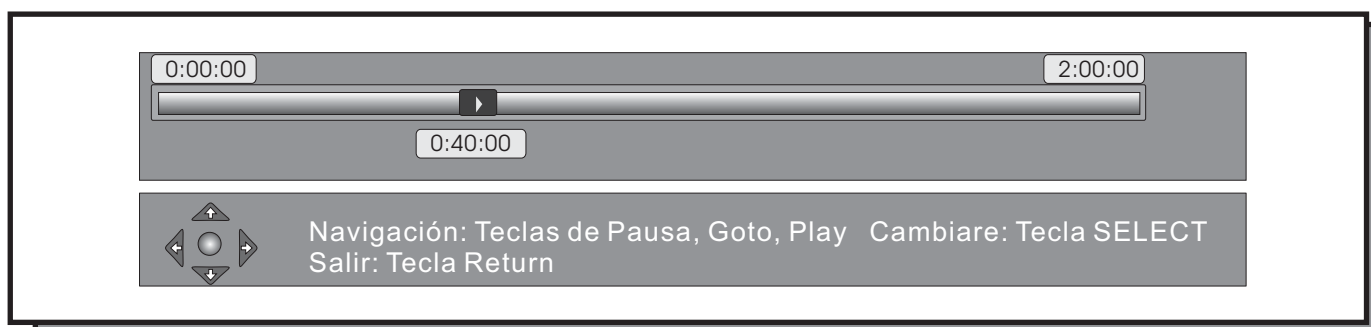 0:00:00 2:00:00
0:40:00
Navigación: Teclas de Pausa, Goto, Play Cambiare: Tecla SELECT
Salir: Tecla Return